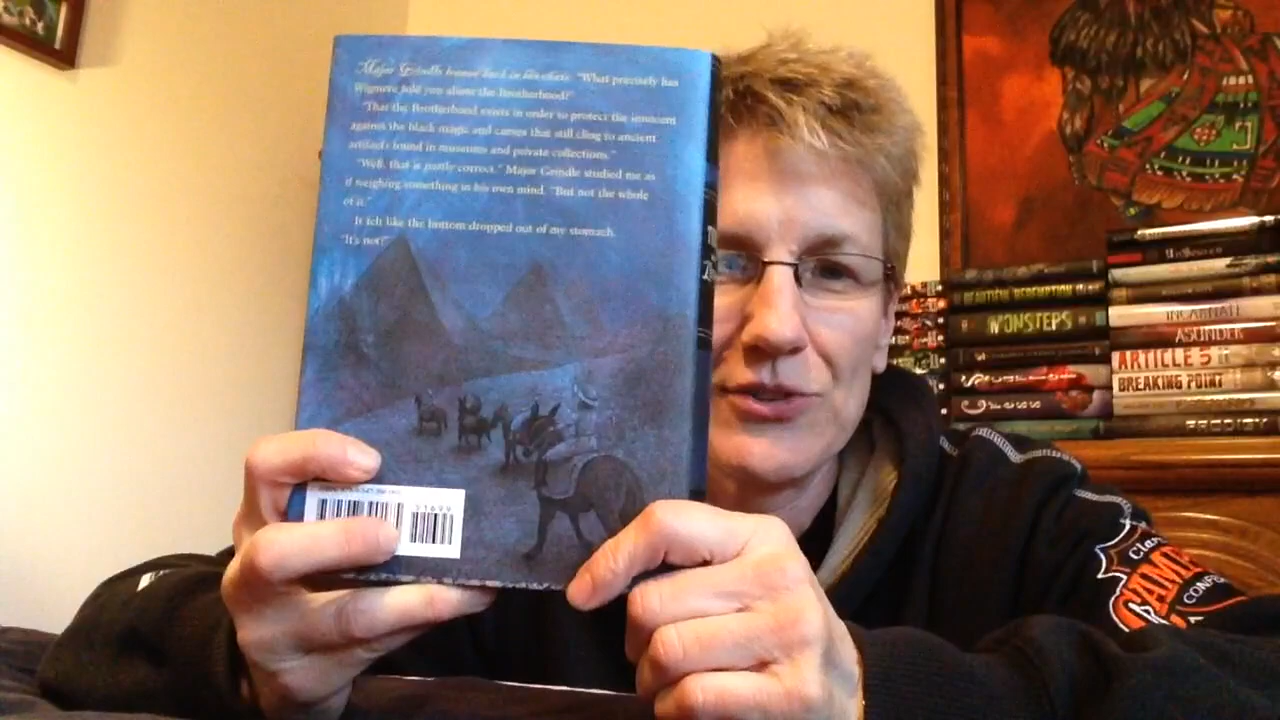 Major Grindle leaned back in his chair. "What precisely has
Wigmere told you about the Brotherhood?"
"That the Brotherhood exists in order to protect the innocent
against the black magic and curses that still cling to ancient
artifacts found in museums and private collections."
"Well, that is partly correct." Major Grindle studied me as
if weighing something in his own mind. "But not the whole
of it."
It felt like the bottom dropped out of my stomach.
"It's not?"
51699
BEAUTIFUL REDEMPTION
MONSTERS
Cress
INCARNATE
ASUNDER
ARTICLE 5
BREAKING POINT
PRODIGY